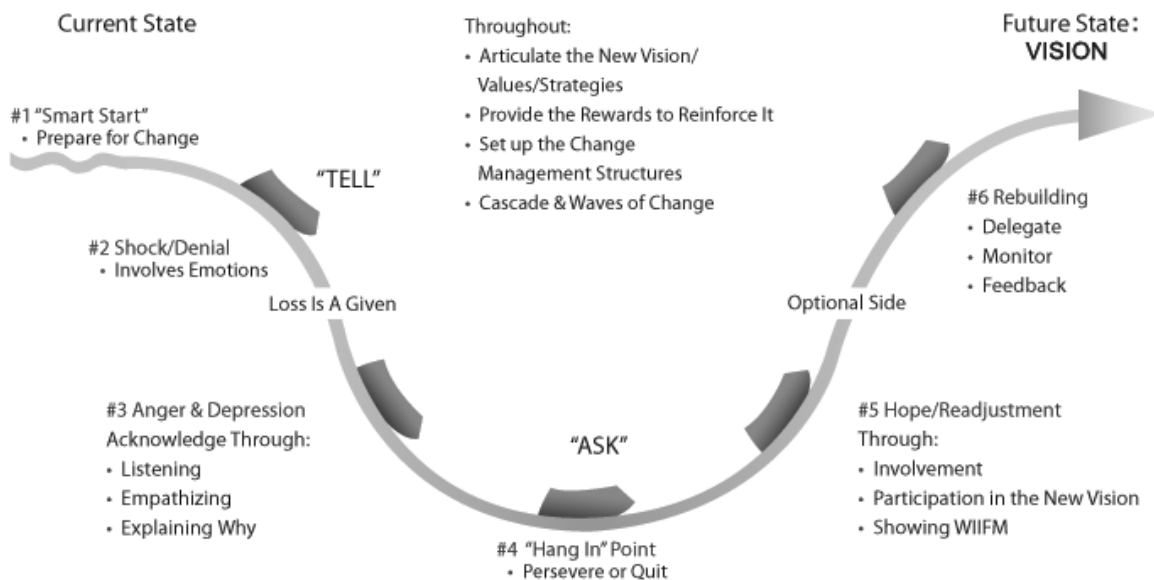 Current State
#1 "Smart Start"
• Prepare for Change
"TELL"
#2 Shock/Denial
• Involves Emotions
Loss Is A Given
#3 Anger & Depression
Acknowledge Through:
• Listening
• Empathizing
• Explaining Why
Throughout:
• Articulate the New Vision/
Values/Strategies
• Provide the Rewards to Reinforce It
• Set up the Change
Management Structures
• Cascade & Waves of Change
"ASK"
#4 "Hang In" Point
• Persevere or Quit
Optional Side
#5 Hope/Readjustment
Through:
• Involvement
• Participation in the New Vision
• Showing WIIFM
#6 Rebuilding
• Delegate
• Monitor
• Feedback
Future State:
VISION